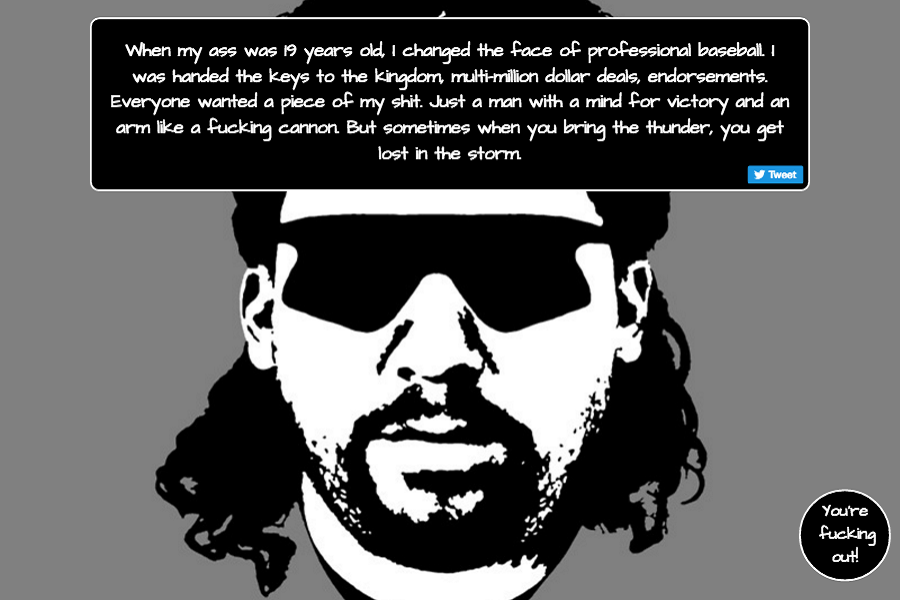 When my ass was 19 years old, I changed the face of professional baseball. I
was handed the keys to the kingdom, multi-million dollar deals, endorsements.
Everyone wanted a piece of my shit. Just a man with a mind for victory and an
arm like a fucking cannon. But sometimes when you bring the thunder, you get
lost in the storm.
Tweet
You're
fucking
out!